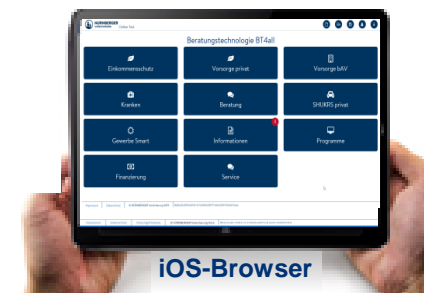 NÜRNBERGER
Beratungstechnologie BT4all
Einkommensschutz
Vorsorge privat
Vorsorge bAV
Kranken
Beratung
SHUKRS privat
Gewerbe Smart
Informationen
Programme
Finanzierung
Service
iOS-Browser